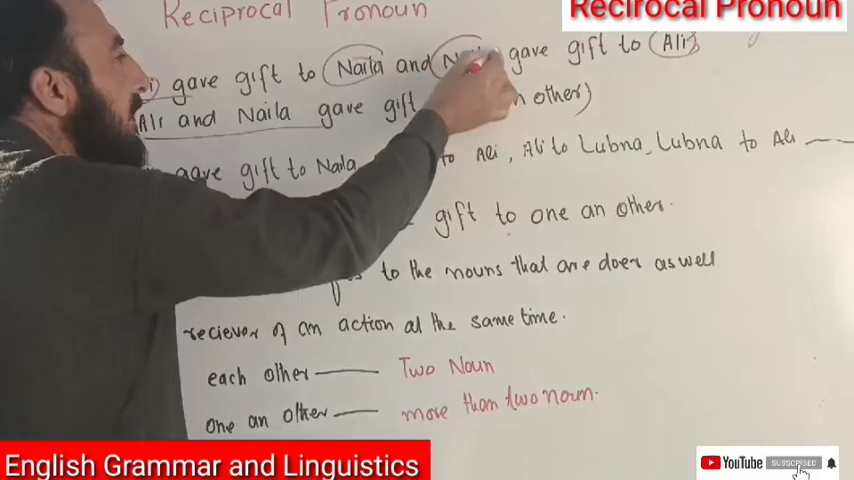 Reciprocal Pronoun
Recirocal Pronoun
gave gift to Naila and gave gift to Ali
Ali and Naila gave gift other)
gave gift to Naila to Ali, Ali to Lubna, Lubna to Ali
gift to one an other.
to the nouns that are doer as well
reciever of an action at the same time.
each other Two Noun
one an other more than two noun.
English Grammar and Linguistics
YouTube SUBSCRIBED